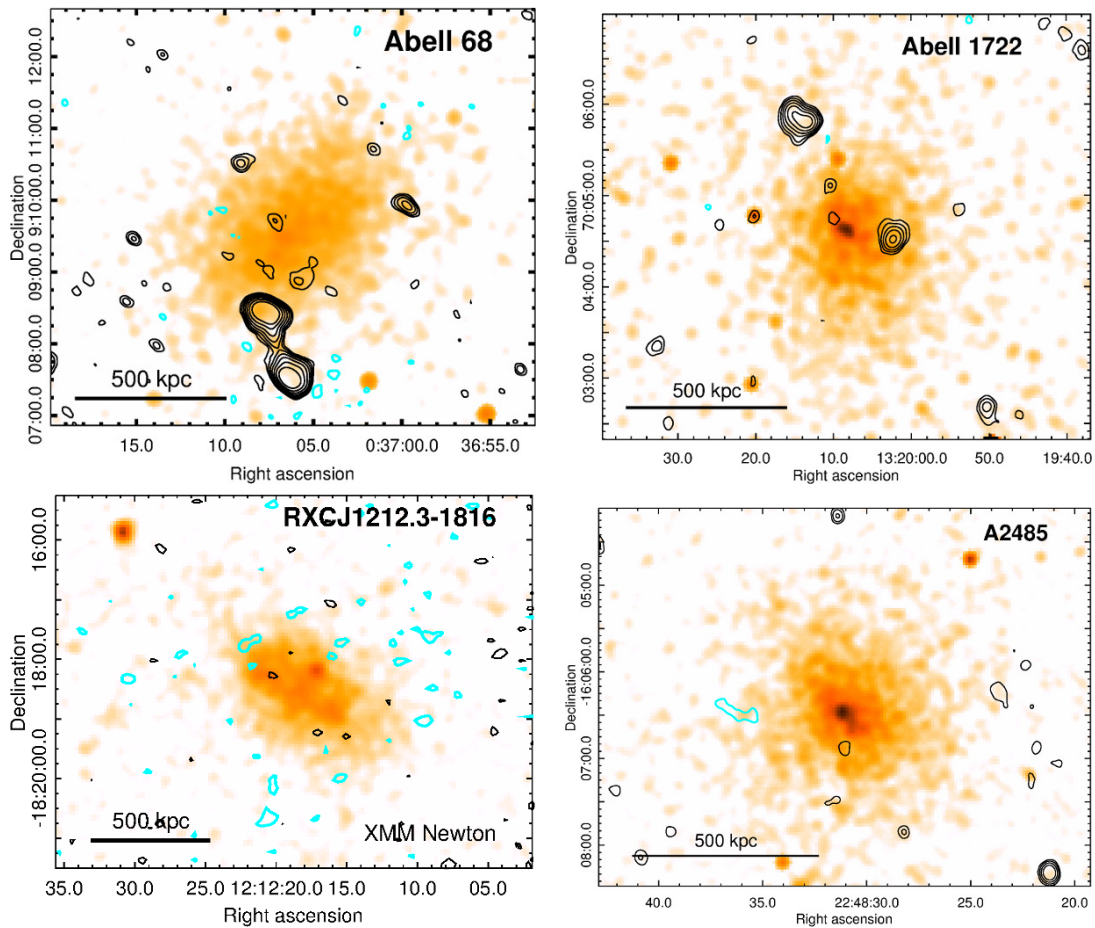 Abell 68
12:00.0
11:00.0
9:10:00.0
09:00.0
08:00.0
07:00.0
Declination
500 kpc
15.0 10.0 05.0 0:37:00.0 36:55.0
Right ascension
Abell 1722
06:00.0
7:05:00.0
04:00.0
03:00.0
Declination
500 kpc
30.0 20.0 10.0 13:20:00.0 50.0 19:40.0
Right ascension
RXCJ1212.3-1816
16:00.0
18:00.0
-18:20:00.0
Declination
500 kpc
XMM Newton
35.0 30.0 25.0 12:12:20.0 15.0 10.0 05.0
Right ascension
A2485
05:00.0
-16:06:00.0
07:00.0
08:00.0
Declination
500 kpc
40.0 35.0 22:48:30.0 25.0 20.0
Right ascension